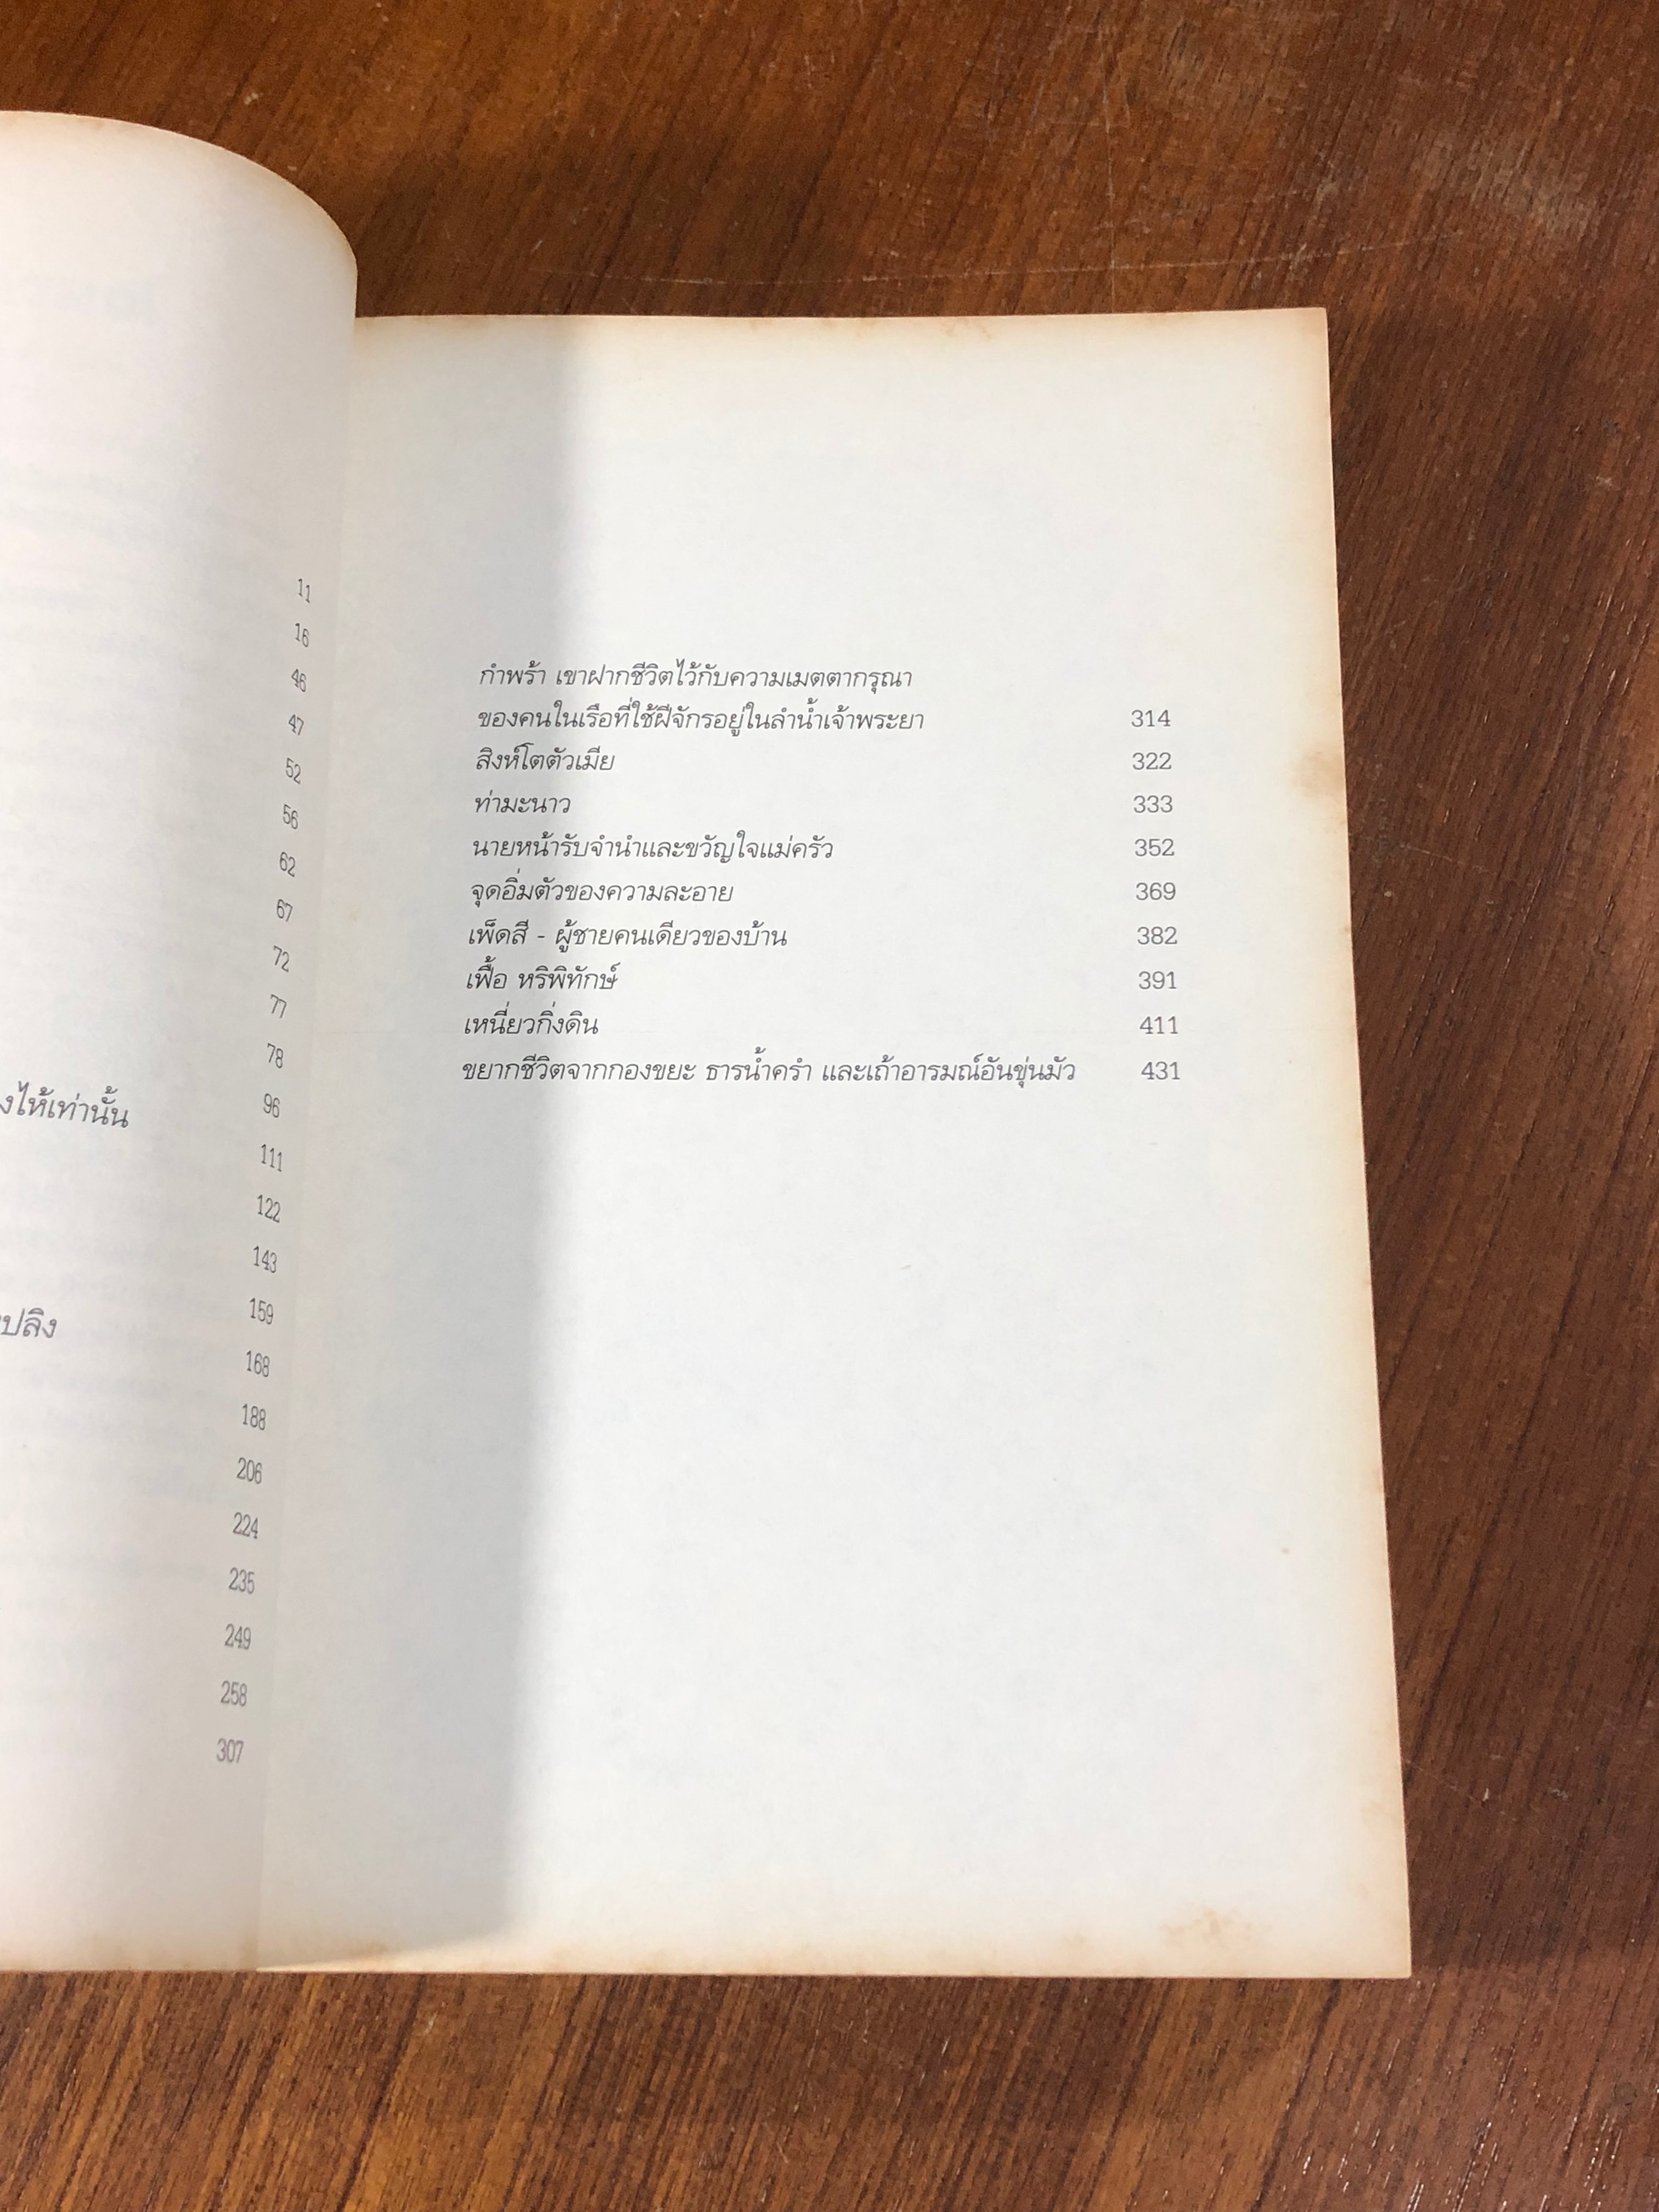 11
16
46
47
52
56
62
67
72
77
78
งไห้เท่านั้น 96
111
122
143
159
ปลิง 168
188
206
224
235
249
258
307
กำพร้า เขาฝากชีวิตไว้กับความเมตตากรุณา
ของคนในเรือที่ใช้ฝีจักรอยู่ในลำน้ำเจ้าพระยา 314
สิงห์โตตัวเมีย 322
ท่ามะนาว 333
นายหน้ารับจำนำและขวัญใจแม่ครัว 352
จุดอิ่มตัวของความละอาย 369
เพ็ดสี - ผู้ชายคนเดียวของบ้าน 382
เฟื้อ หริพิทักษ์ 391
เหนี่ยวกิ่งดิน 411
ขยากชีวิตจากกองขยะ ธารน้ำครำ และเถ้าอารมณ์อันขุ่นมัว 431